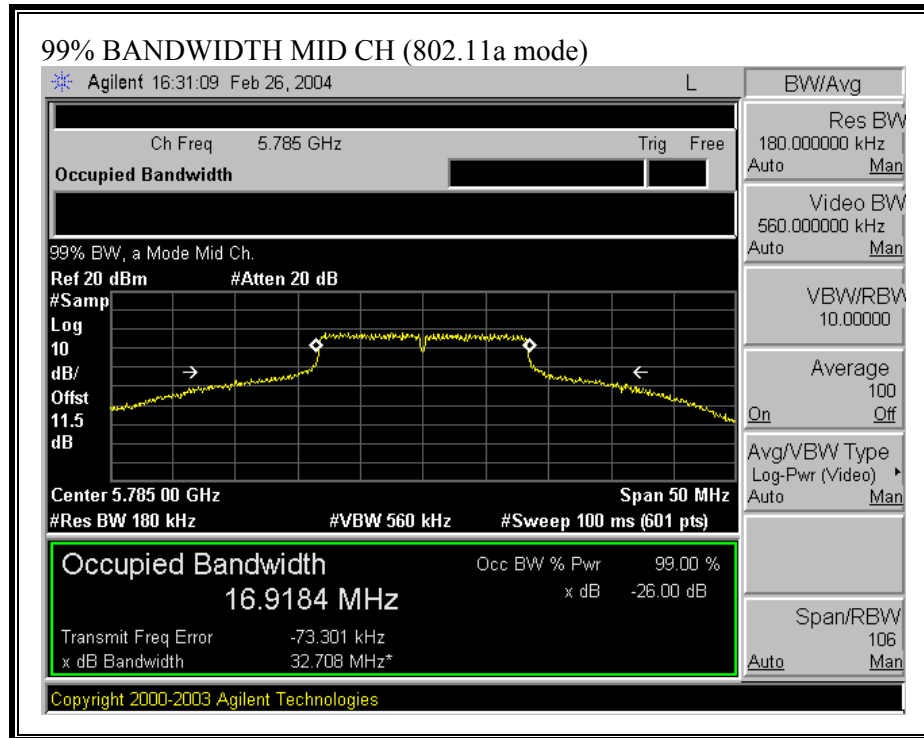 99% BANDWIDTH MID CH (802.11a mode)
Agilent 16:31:09 Feb 26, 2004 L
Ch Freq 5.785 GHz Trig Free
Occupied Bandwidth
99% BW, a Mode Mid Ch.
Ref 20 dBm #Atten 20 dB
#Samp
Log
10
dB/
Offst
11.5
dB
Center 5.785 00 GHz Span 50 MHz
#Res BW 180 kHz #VBW 560 kHz #Sweep 100 ms (601 pts)
Occupied Bandwidth Occ BW % Pwr 99.00 %
16.9184 MHz x dB -26.00 dB
Transmit Freq Error -73.301 kHz
x dB Bandwidth 32.708 MHz*
Copyright 2000-2003 Agilent Technologies
BW/Avg
Res BW
180.000000 kHz
Auto Man
Video BW
560.000000 kHz
Auto Man
VBW/RBW
10.00000
Average
100
On Off
Avg/VBW Type
Log-Pwr (Video)
Auto Man
Span/RBW
106
Auto Man